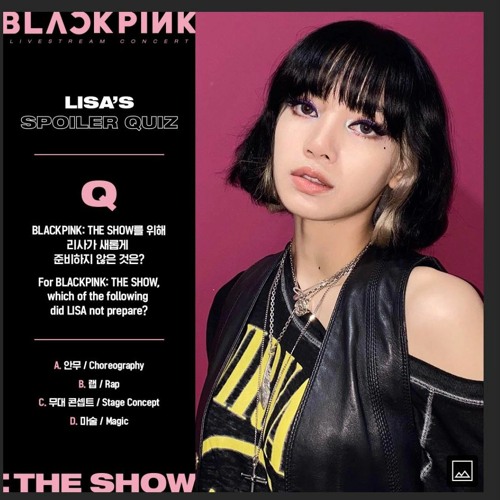 BLACKPINK
LIVESTREAM CONCERT
LISA'S
SPOILER QUIZ
Q
BLACKPINK: THE SHOW를 위해
리사가 새롭게
준비하지 않은 것은?
For BLACKPINK: THE SHOW,
which of the following
did LISA not prepare?
A. 안무 / Choreography
B. 랩 / Rap
C. 무대 콘셉트 / Stage Concept
D. 마술 / Magic
: THE SHOW